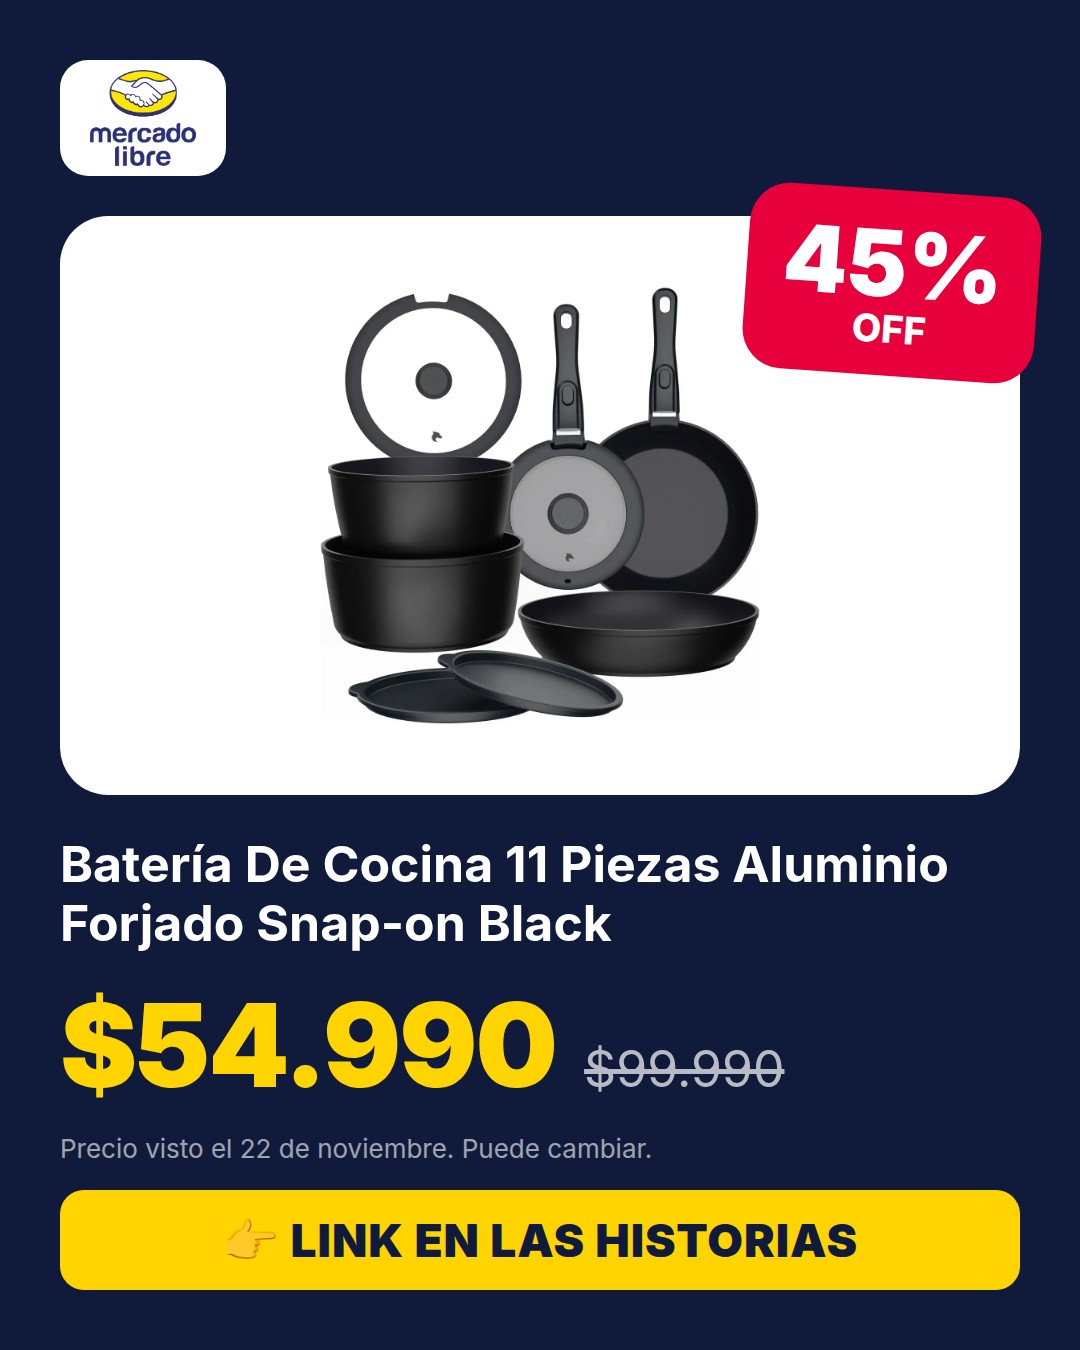 mercado
libre
45%
OFF
Batería De Cocina 11 Piezas Aluminio
Forjado Snap-on Black
$54.990 $99.990
Precio visto el 22 de noviembre. Puede cambiar.
👉 LINK EN LAS HISTORIAS